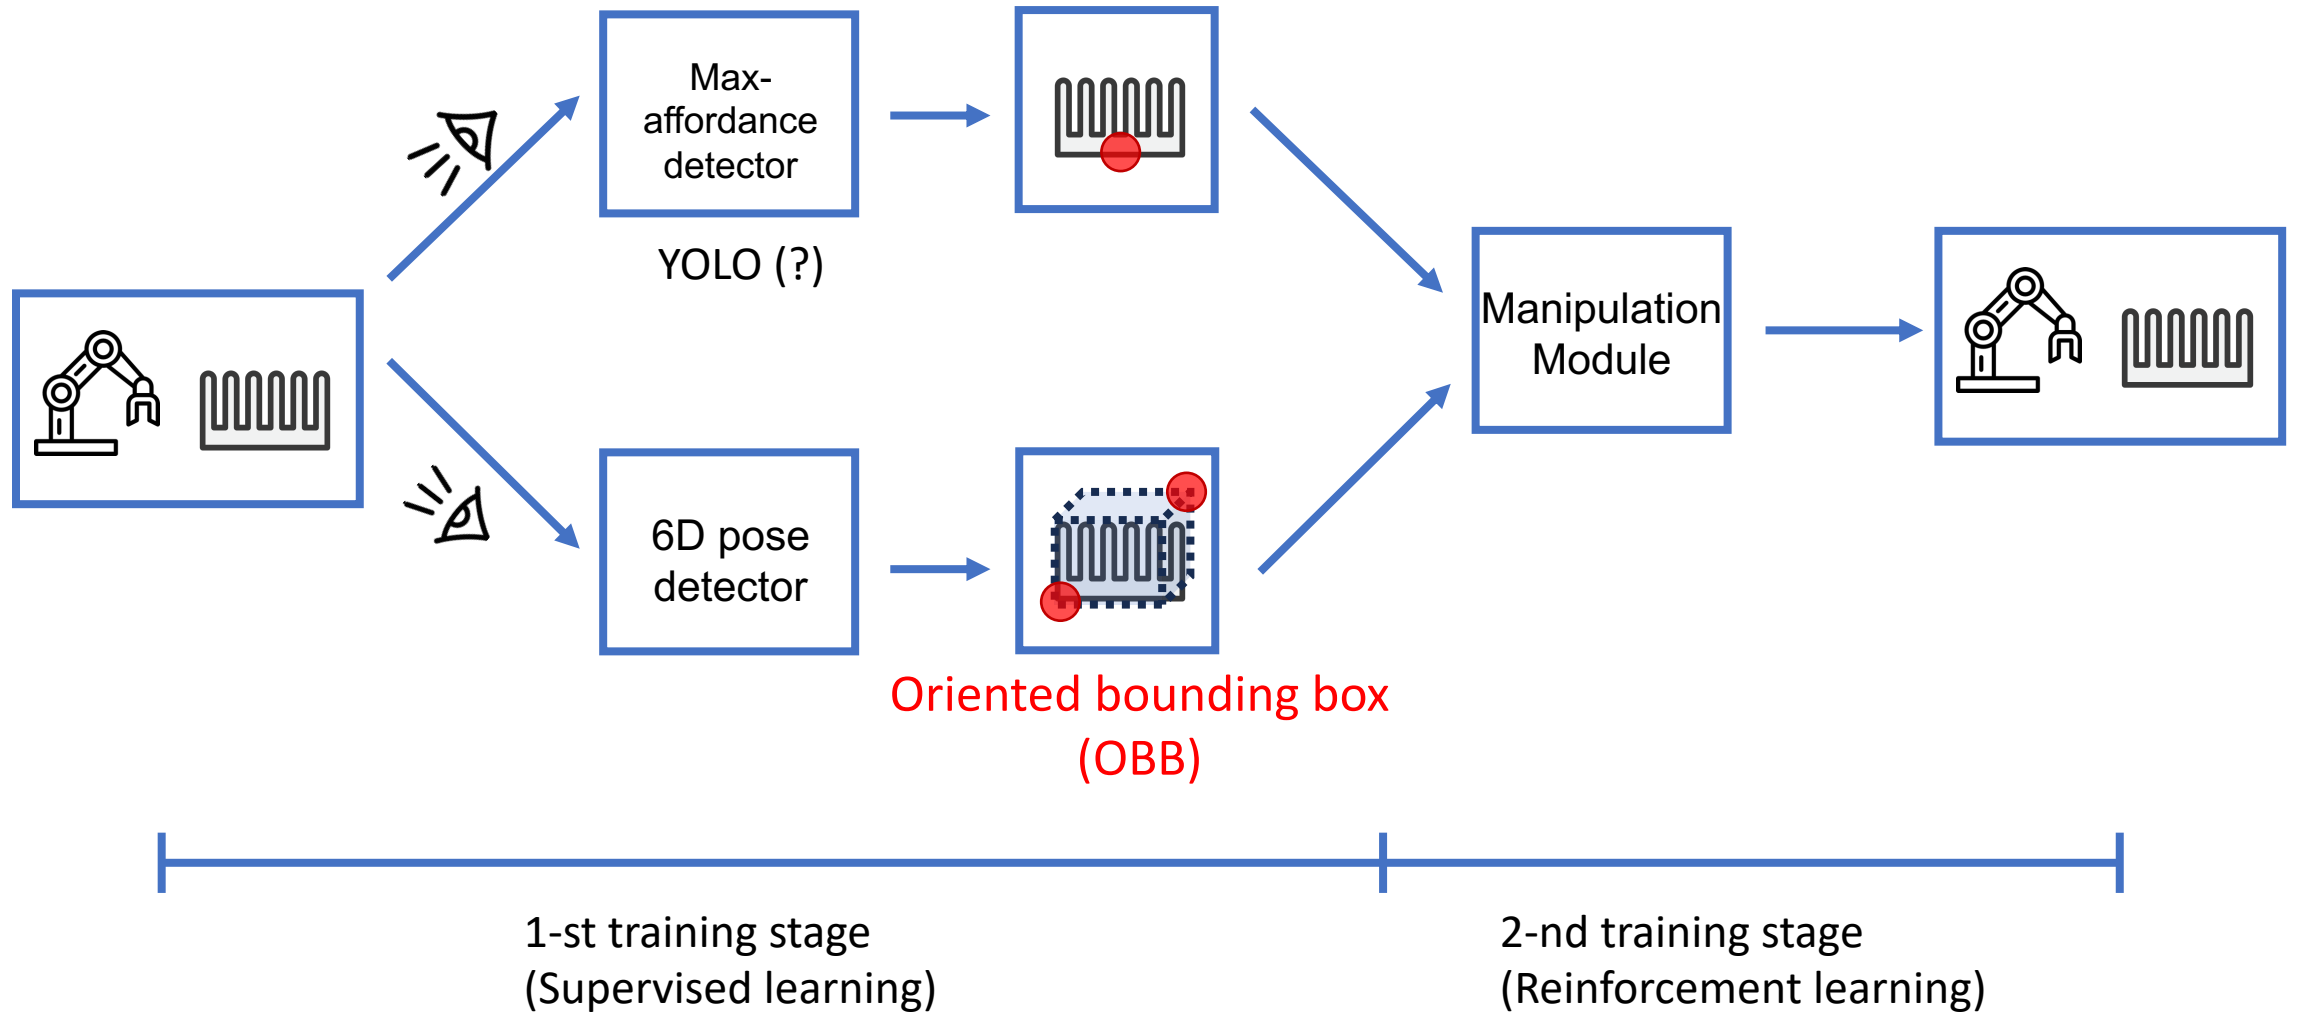 Max-
affordance
detector
YOLO (?)
Manipulation
Module
6D pose
detector
Oriented bounding box
(OBB)
1-st training stage
(Supervised learning)
2-nd training stage
(Reinforcement learning)